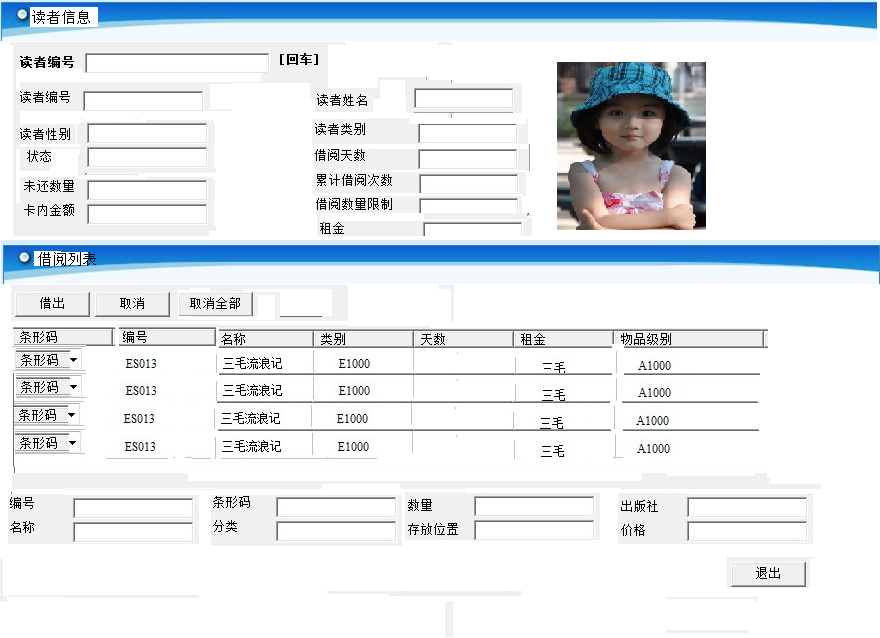 读者信息
读者编号 [回车]
读者编号 读者姓名
读者性别 读者类别
状态 借阅天数
未还数量 累计借阅次数
卡内金额 借阅数量限制
租金
借阅列表
借出 取消 取消全部
条形码 编号 名称 类别 天数 租金 物品级别
条形码 ES013 三毛流浪记 E1000 三毛 A1000
条形码 ES013 三毛流浪记 E1000 三毛 A1000
条形码 ES013 三毛流浪记 E1000 三毛 A1000
条形码 ES013 三毛流浪记 E1000 三毛 A1000
编号 条形码 数量 出版社
名称 分类 存放位置 价格
退出